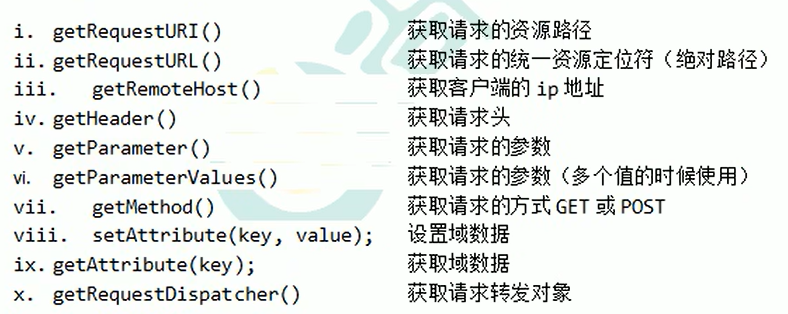 i. getRequestURI() 获取请求的资源路径
ii. getRequestURL() 获取请求的统一资源定位符（绝对路径）
iii. getRemoteHost() 获取客户端的 ip 地址
iv. getHeader() 获取请求头
v. getParameter() 获取请求的参数
vi. getParameterValues() 获取请求的参数（多个值的时候使用）
vii. getMethod() 获取请求的方式 GET 或 POST
viii. setAttribute(key, value); 设置域数据
ix. getAttribute(key); 获取域数据
x. getRequestDispatcher() 获取请求转发对象